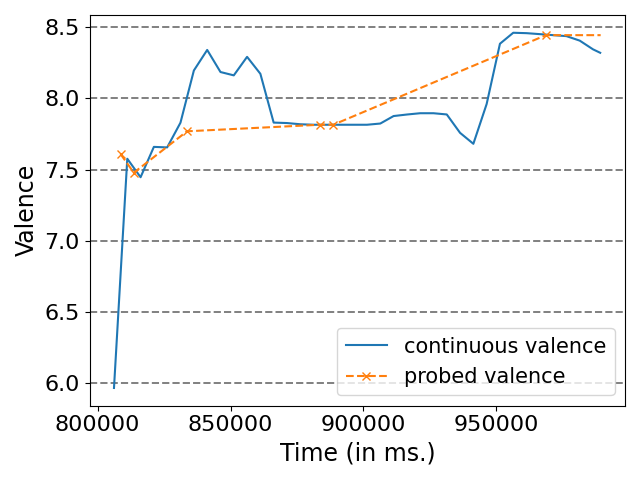 8.5
8.0
7.5
7.0
6.5
6.0
Valence
continuous valence
probed valence
800000 850000 900000 950000
Time (in ms.)